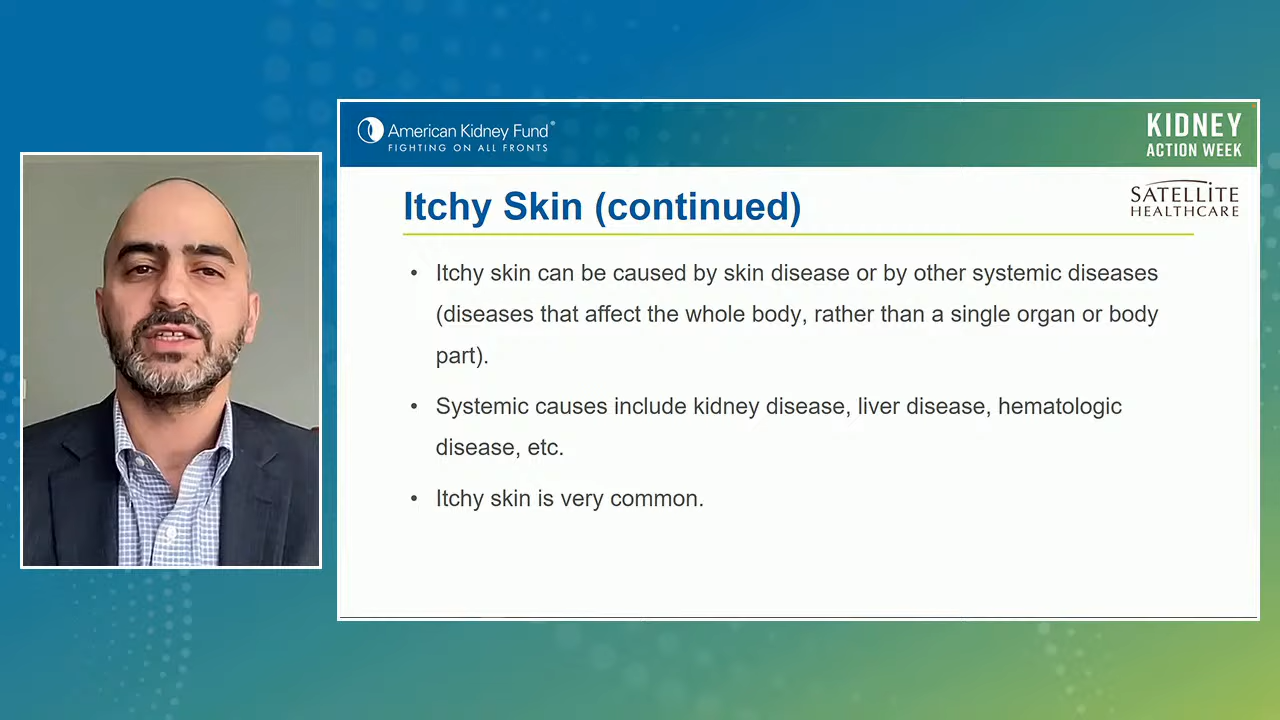 American Kidney Fund®
FIGHTING ON ALL FRONTS
KIDNEY
ACTION WEEK
SATELLITE
HEALTHCARE
Itchy Skin (continued)
• Itchy skin can be caused by skin disease or by other systemic diseases
(diseases that affect the whole body, rather than a single organ or body
part).
• Systemic causes include kidney disease, liver disease, hematologic
disease, etc.
• Itchy skin is very common.